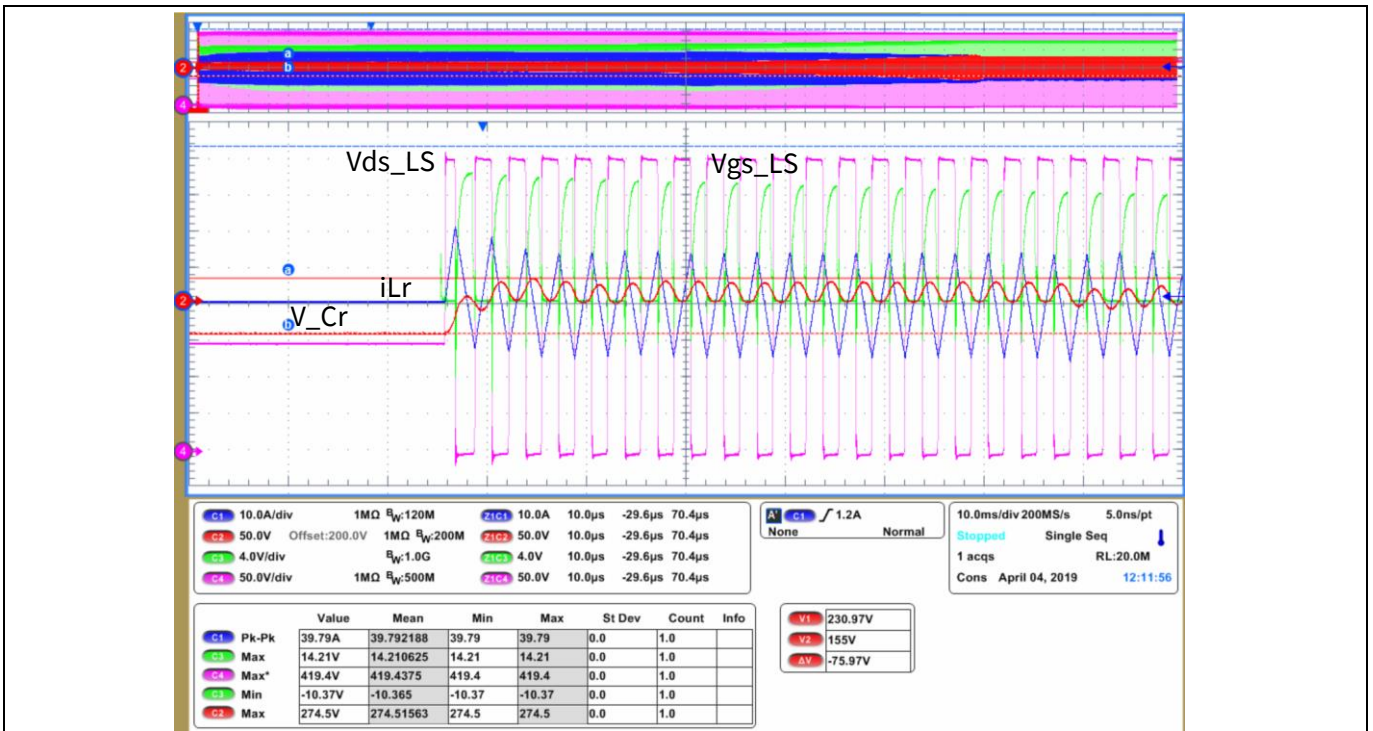 a
2 b
4
Vds_LS Vgs_LS
a
iLr
2
V_Cr
b
4
C1 10.0A/div 1MΩ BW:120M Z1C1 10.0A 10.0µs -29.6µs 70.4µs
C2 50.0V Offset:200.0V 1MΩ BW:200M Z1C2 50.0V 10.0µs -29.6µs 70.4µs
C3 4.0V/div BW:1.0G Z1C3 4.0V 10.0µs -29.6µs 70.4µs
C4 50.0V/div 1MΩ BW:500M Z1C4 50.0V 10.0µs -29.6µs 70.4µs
A' C1 1.2A
None Normal
10.0ms/div 200MS/s 5.0ns/pt
Stopped Single Seq
1 acqs RL:20.0M
Cons April 04, 2019 12:11:56
Value Mean Min Max St Dev Count Info
C1 Pk-Pk 39.79A 39.792188 39.79 39.79 0.0 1.0
C3 Max 14.21V 14.210625 14.21 14.21 0.0 1.0
C4 Max* 419.4V 419.4375 419.4 419.4 0.0 1.0
C3 Min -10.37V -10.365 -10.37 -10.37 0.0 1.0
C2 Max 274.5V 274.51563 274.5 274.5 0.0 1.0
V1 230.97V
V2 155V
ΔV -75.97V